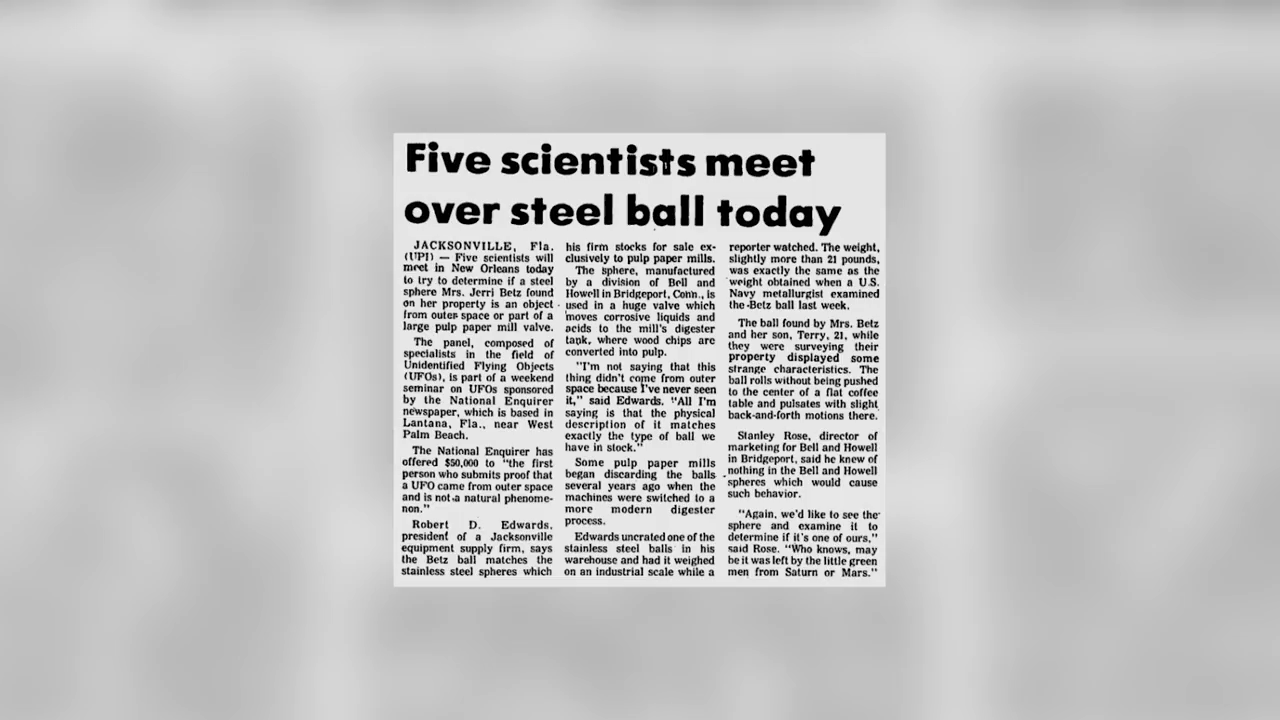 Five scientists meet
over steel ball today
JACKSONVILLE, Fla.
(UPI) — Five scientists will
meet in New Orleans today
to try to determine if a steel
sphere Mrs. Jerri Betz found
on her property is an object
from outer space or part of a
large pulp paper mill valve.
The panel, composed of
specialists in the field of
Unidentified Flying Objects
(UFOs), is part of a weekend
seminar on UFOs sponsored
by the National Enquirer
newspaper, which is based in
Lantana, Fla., near West
Palm Beach.
The National Enquirer has
offered $50,000 to "the first
person who submits proof that
a UFO came from outer space
and is not a natural phenome-
non."
Robert D. Edwards,
president of a Jacksonville
equipment supply firm, says
the Betz ball matches the
stainless steel spheres which
his firm stocks for sale ex-
clusively to pulp paper mills.
The sphere, manufactured
by a division of Bell and
Howell in Bridgeport, Conn., is
used in a huge valve which
moves corrosive liquids and
acids to the mill's digester
tank, where wood chips are
converted into pulp.
"I'm not saying that this
thing didn't come from outer
space because I've never seen
it," said Edwards. "All I'm
saying is that the physical
description of it matches
exactly the type of ball we
have in stock."
Some pulp paper mills
began discarding the balls
several years ago when the
machines were switched to a
more modern digester
process.
Edwards uncrated one of the
stainless steel balls in his
warehouse and had it weighed
on an industrial scale while a
reporter watched. The weight,
slightly more than 21 pounds,
was exactly the same as the
weight obtained when a U.S.
Navy metallurgist examined
the Betz ball last week.
The ball found by Mrs. Betz
and her son, Terry, 21, while
they were surveying their
property displayed some
strange characteristics. The
ball rolls without being pushed
to the center of a flat coffee
table and pulsates with slight
back-and-forth motions there.
Stanley Rose, director of
marketing for Bell and Howell
in Bridgeport, said he knew of
nothing in the Bell and Howell
spheres which would cause
such behavior.
"Again, we'd like to see the
sphere and examine it to
determine if it's one of ours,"
said Rose. "Who knows, may
be it was left by the little green
men from Saturn or Mars."